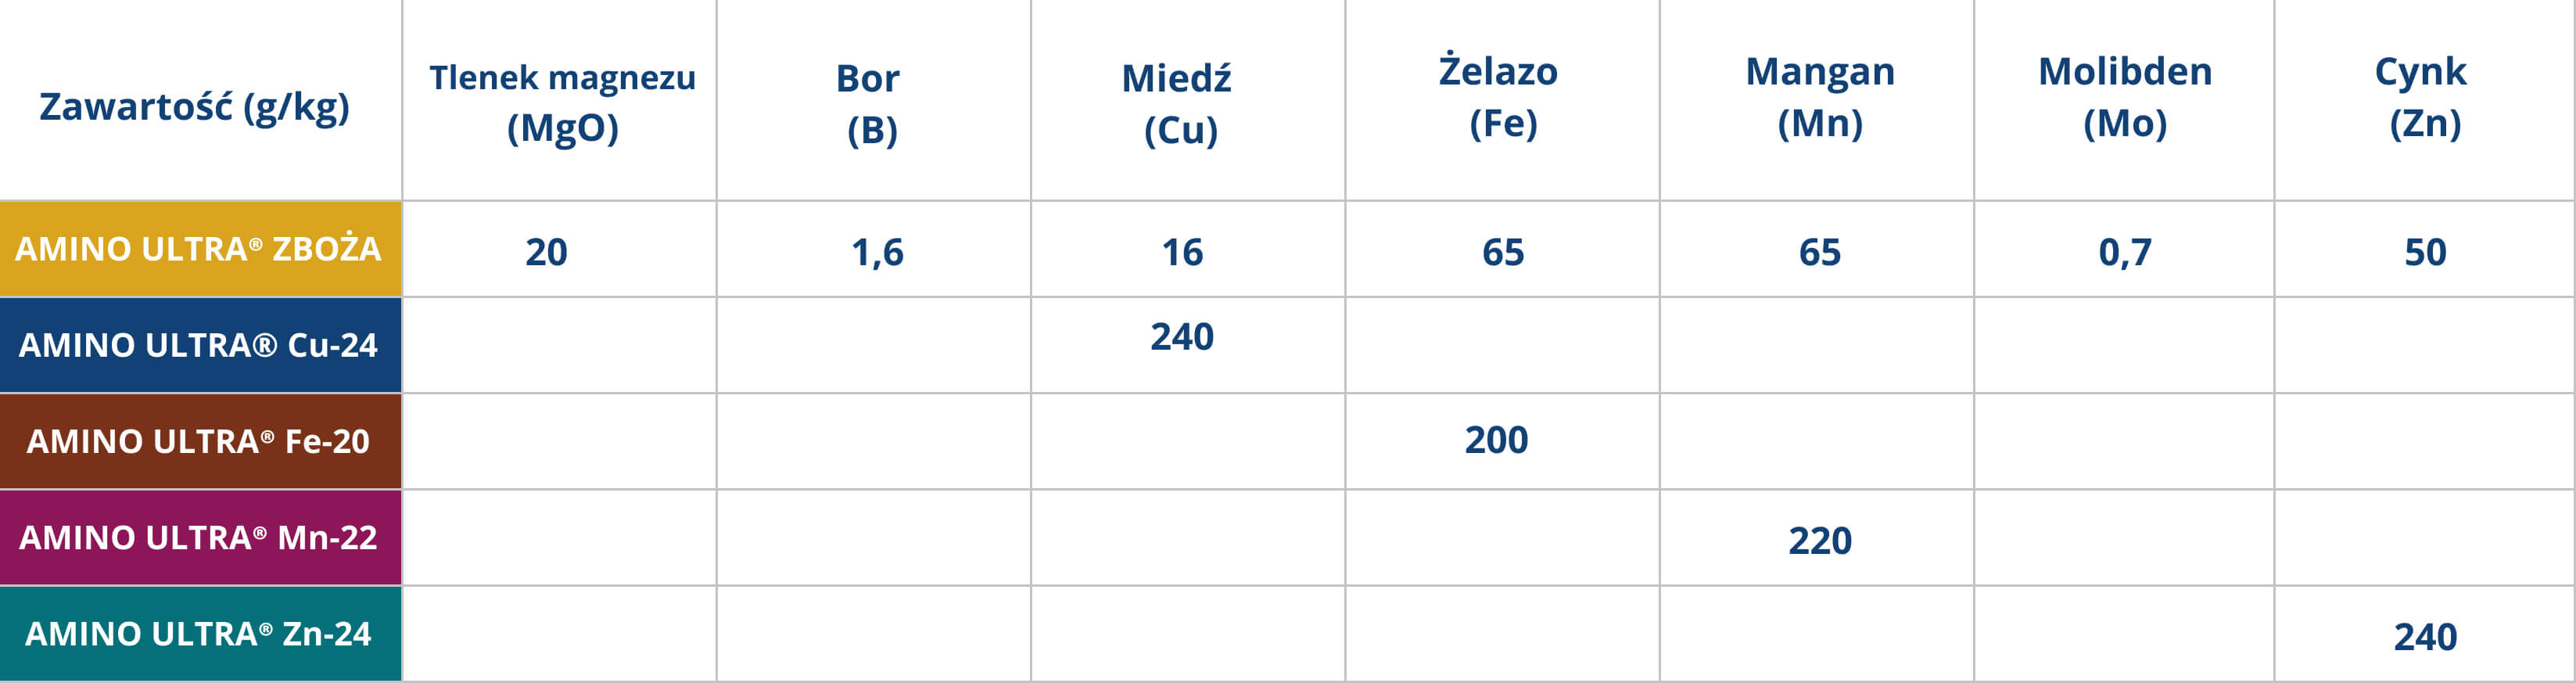 Zawartość (g/kg)
Tlenek magnezu
(MgO)
Bor
(B)
Miedź
(Cu)
Żelazo
(Fe)
Mangan
(Mn)
Molibden
(Mo)
Cynk
(Zn)
AMINO ULTRA® ZBOŻA 20 1,6 16 65 65 0,7 50
AMINO ULTRA® Cu-24 240
AMINO ULTRA® Fe-20 200
AMINO ULTRA® Mn-22 220
AMINO ULTRA® Zn-24 240